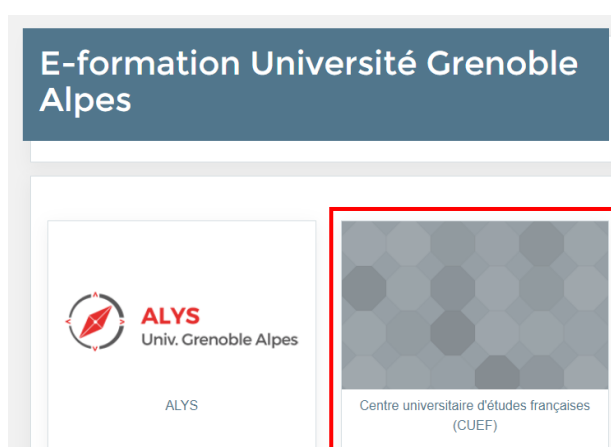 E-formation Université Grenoble
Alpes
ALYS
Univ. Grenoble Alpes
ALYS
Centre universitaire d'études françaises
(CUEF)